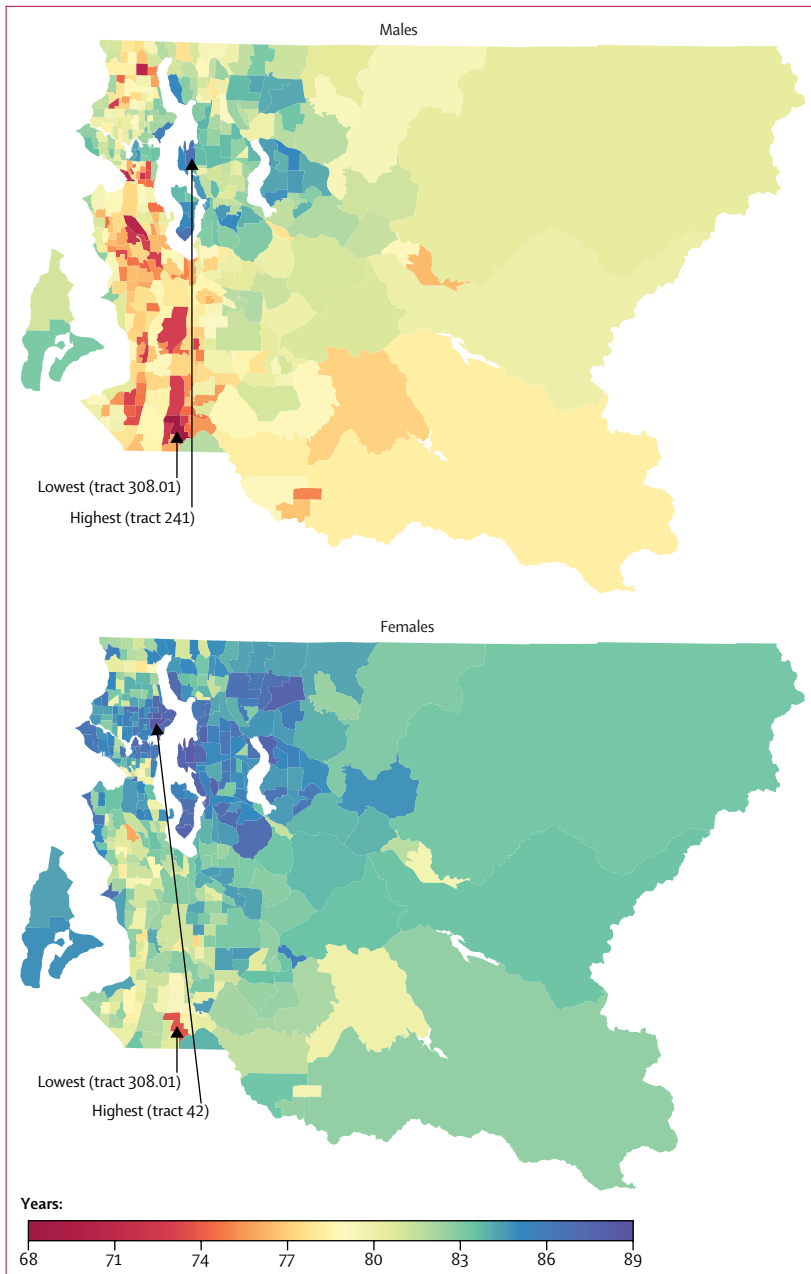 Males
Lowest (tract 308.01)
Highest (tract 241)
Females
Lowest (tract 308.01)
Highest (tract 42)
Years:
68 71 74 77 80 83 86 89